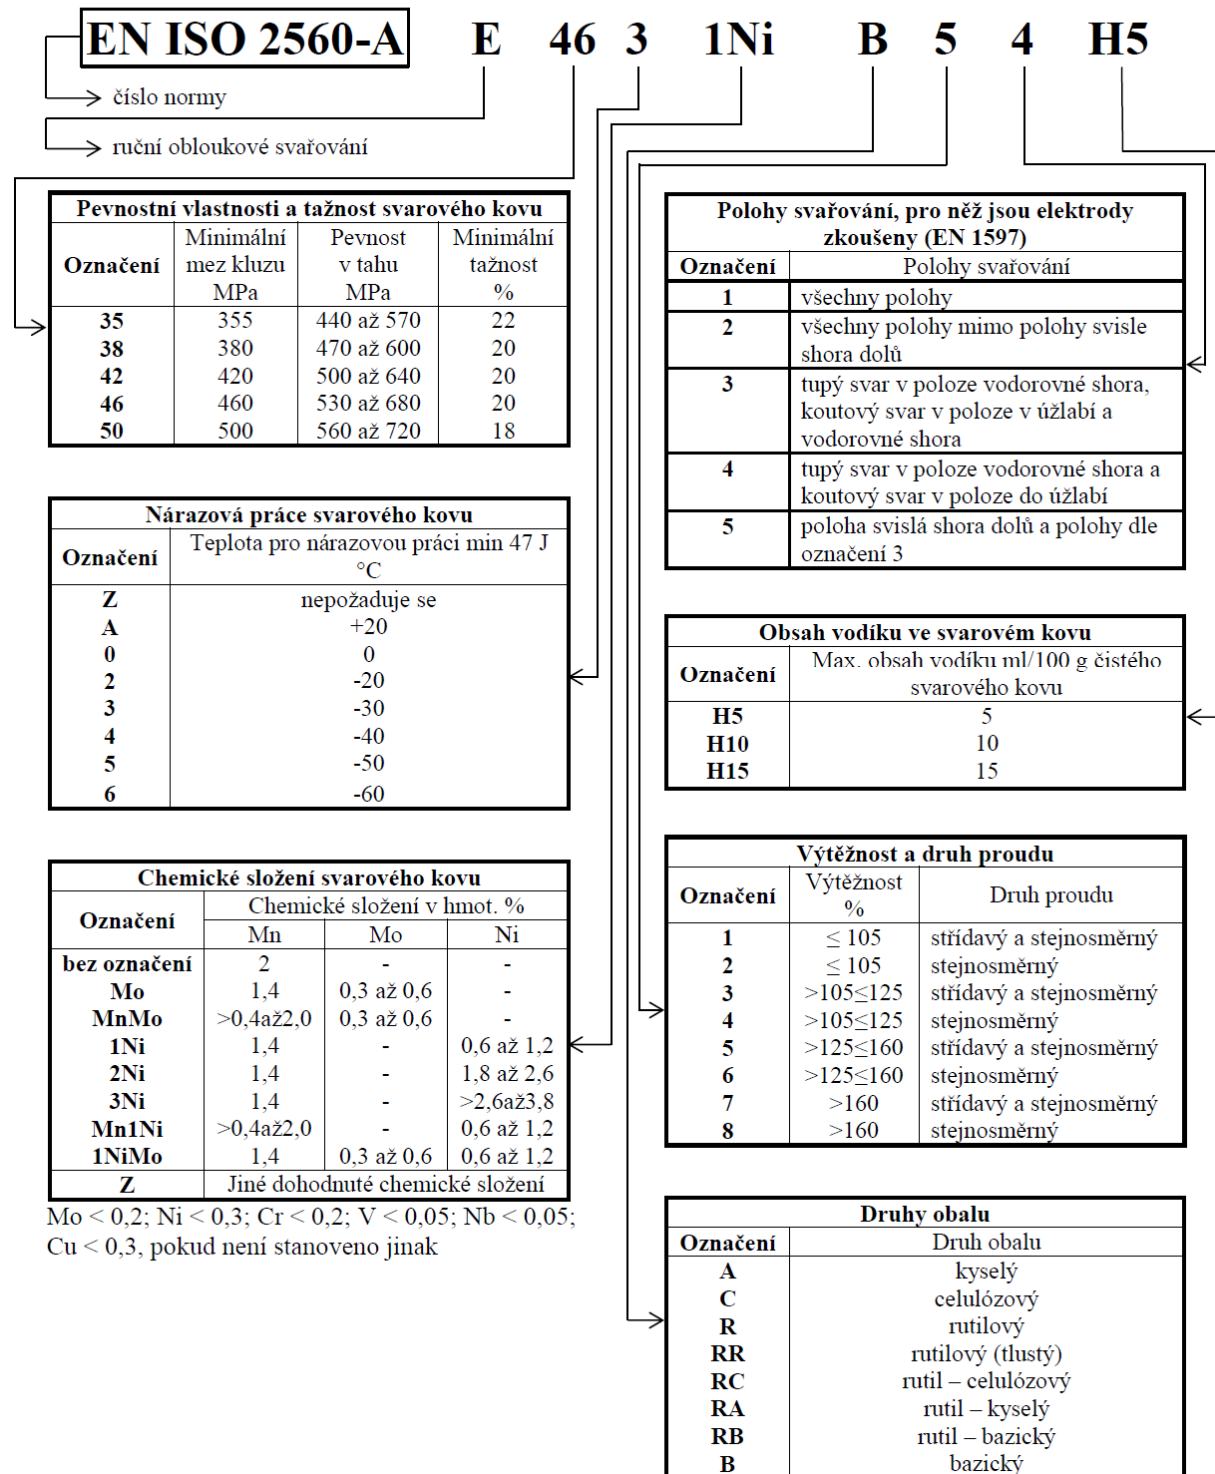 EN ISO 2560-A E 46 3 1Ni B 5 4 H5
číslo normy
ruční obloukové svařování
Pevnostní vlastnosti a tažnost svarového kovu
Označení Minimální mez kluzu MPa Pevnost v tahu MPa Minimální tažnost %
35 355 440 až 570 22
38 380 470 až 600 20
42 420 500 až 640 20
46 460 530 až 680 20
50 500 560 až 720 18
Nárazová práce svarového kovu
Označení Teplota pro nárazovou práci min 47 J °C
Z nepožaduje se
A +20
0 0
2 -20
3 -30
4 -40
5 -50
6 -60
Chemické složení svarového kovu
Označení Chemické složení v hmot. %
Mn Mo Ni
bez označení 2 - -
Mo 1,4 0,3 až 0,6 -
MnMo >0,4až2,0 0,3 až 0,6 -
1Ni 1,4 - 0,6 až 1,2
2Ni 1,4 - 1,8 až 2,6
3Ni 1,4 - >2,6až3,8
Mn1Ni >0,4až2,0 - 0,6 až 1,2
1NiMo 1,4 0,3 až 0,6 0,6 až 1,2
Z Jiné dohodnuté chemické složení
Mo < 0,2; Ni < 0,3; Cr < 0,2; V < 0,05; Nb < 0,05;
Cu < 0,3, pokud není stanoveno jinak
Polohy svařování, pro něž jsou elektrody
zkoušeny (EN 1597)
Označení Polohy svařování
1 všechny polohy
2 všechny polohy mimo polohy svisle
shora dolů
3 tupý svar v poloze vodorovné shora,
koutový svar v poloze v úžlabí a
vodorovné shora
4 tupý svar v poloze vodorovné shora a
koutový svar v poloze do úžlabí
5 poloha svislá shora dolů a polohy dle
označení 3
Obsah vodíku ve svarovém kovu
Označení Max. obsah vodíku ml/100 g čistého
svarového kovu
H5 5
H10 10
H15 15
Výtěžnost a druh proudu
Označení Výtěžnost % Druh proudu
1 ≤ 105 střídavý a stejnosměrný
2 ≤ 105 stejnosměrný
3 >105≤125 střídavý a stejnosměrný
4 >105≤125 stejnosměrný
5 >125≤160 střídavý a stejnosměrný
6 >125≤160 stejnosměrný
7 >160 střídavý a stejnosměrný
8 >160 stejnosměrný
Druhy obalu
Označení Druh obalu
A kyselý
C celulózový
R rutilový
RR rutilový (tlustý)
RC rutil – celulózový
RA rutil – kyselý
RB rutil – bazický
B bazický